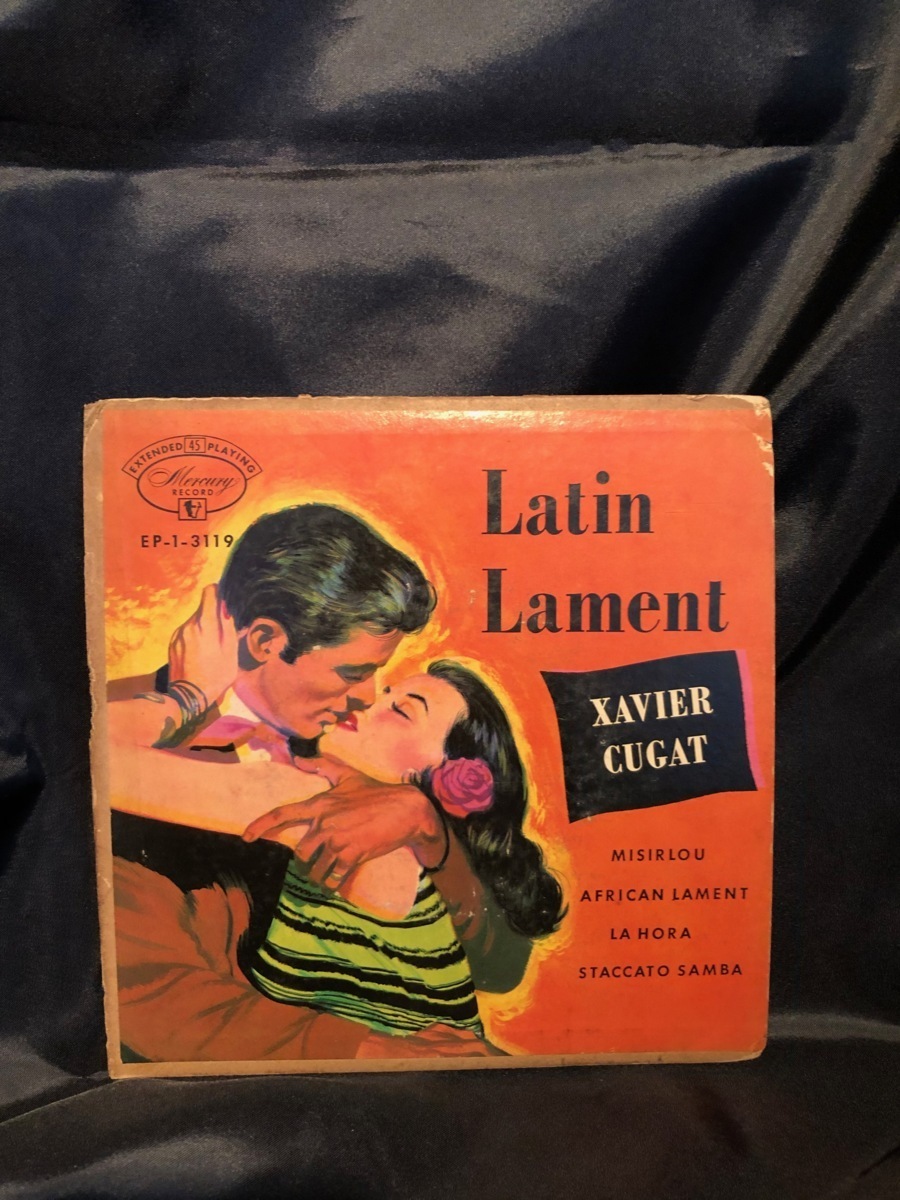 EXTENDED 45 PLAYING
Mercury
RECORD
EP-1-3119
Latin
Lament
XAVIER
CUGAT
MISIRLOU
AFRICAN LAMENT
LA HORA
STACCATO SAMBA